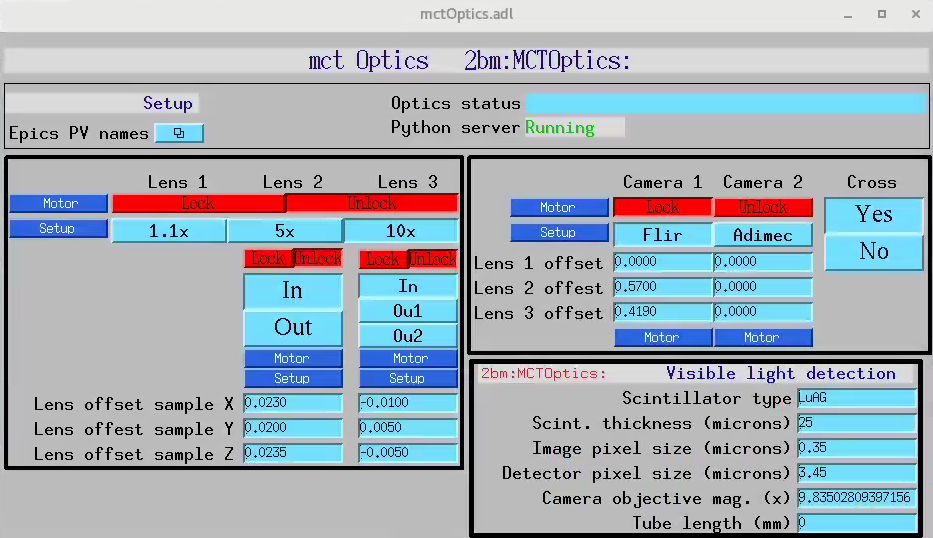 mctOptics.adl
mct Optics 2bm:MCTOptics:
Setup
Epics PV names
Optics status
Python server Running
Lens 1 Lens 2 Lens 3
Motor Lock Unlock
Setup 1.1x 5x 10x
Lock Unlock Lock Unlock
In In
Out Ou1
Ou2
Motor Motor
Setup Setup
Lens offset sample X 0.0230 -0.0100
Lens offest sample Y 0.0200 0.0050
Lens offset sample Z 0.0235 -0.0050
Camera 1 Camera 2 Cross
Motor Lock Unlock Yes
Setup Flir Adimec No
Lens 1 offset 0.0000 0.0000
Lens 2 offest 0.5700 0.0000
Lens 3 offset 0.4190 0.0000
Motor Motor
2bm:MCTOptics: Visible light detection
Scintillator type LuAG
Scint. thickness (microns) 25
Image pixel size (microns) 0.35
Detector pixel size (microns) 3.45
Camera objective mag. (x) 9.83502809397156
Tube length (mm) 0